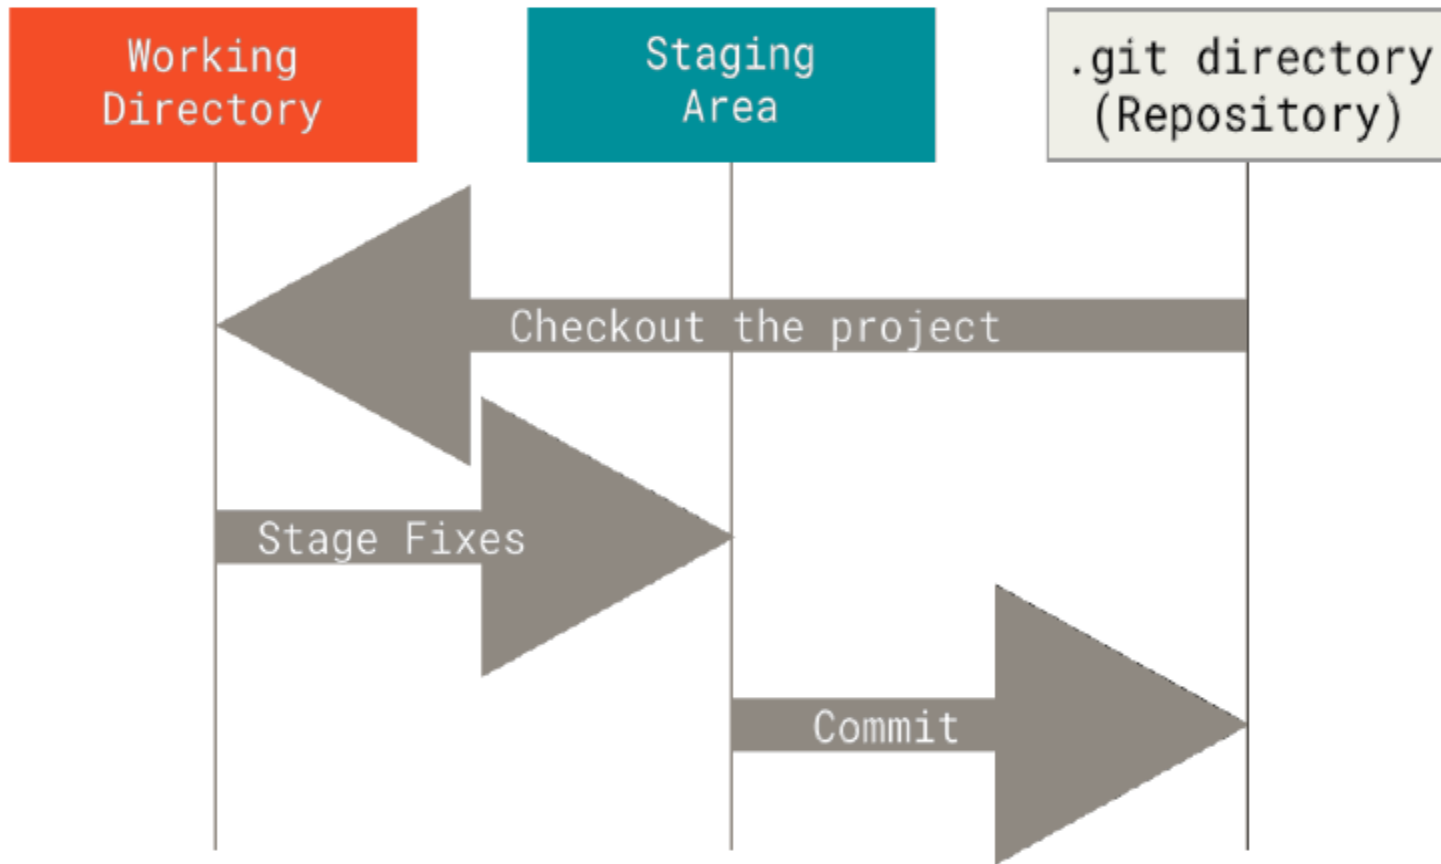 Working
Directory
Staging
Area
.git directory
(Repository)
Checkout the project
Stage Fixes
Commit